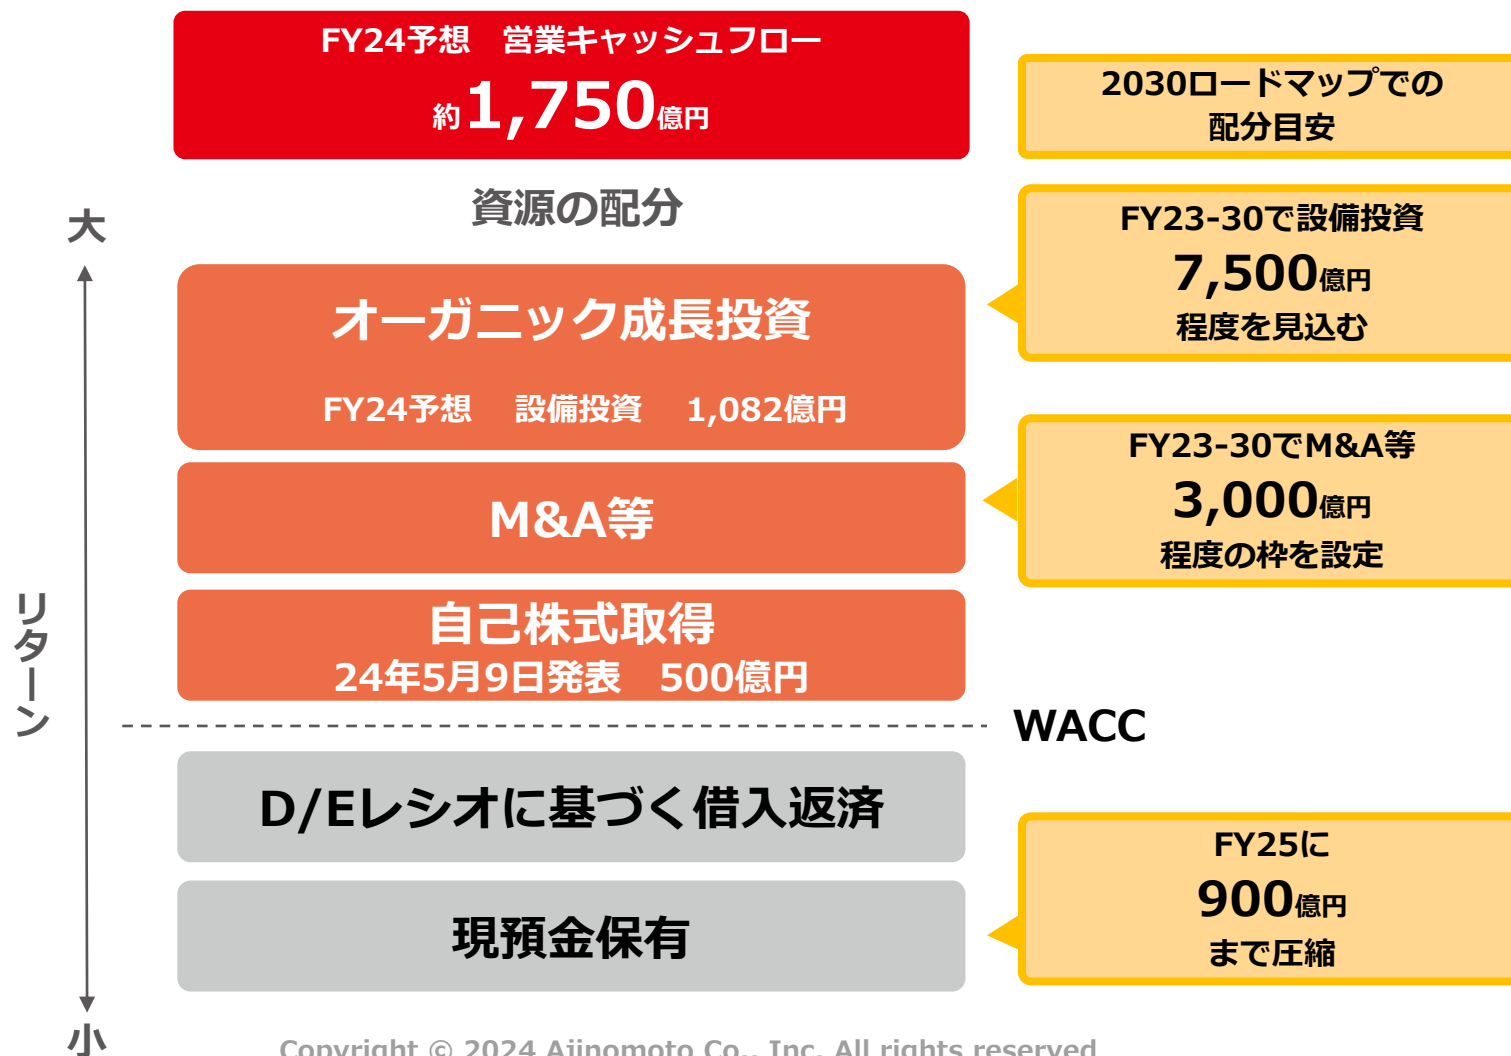 FY24予想　営業キャッシュフロー
約1,750億円
2030ロードマップでの
配分目安
資源の配分
大
リターン
小
オーガニック成長投資
FY24予想　設備投資　1,082億円
FY23-30で設備投資
7,500億円
程度を見込む
M&A等
FY23-30でM&A等
3,000億円
程度の枠を設定
自己株式取得
24年5月9日発表　500億円
WACC
D/Eレシオに基づく借入返済
現預金保有
FY25に
900億円
まで圧縮
Copyright © 2024 Ajinomoto Co., Inc. All rights reserved